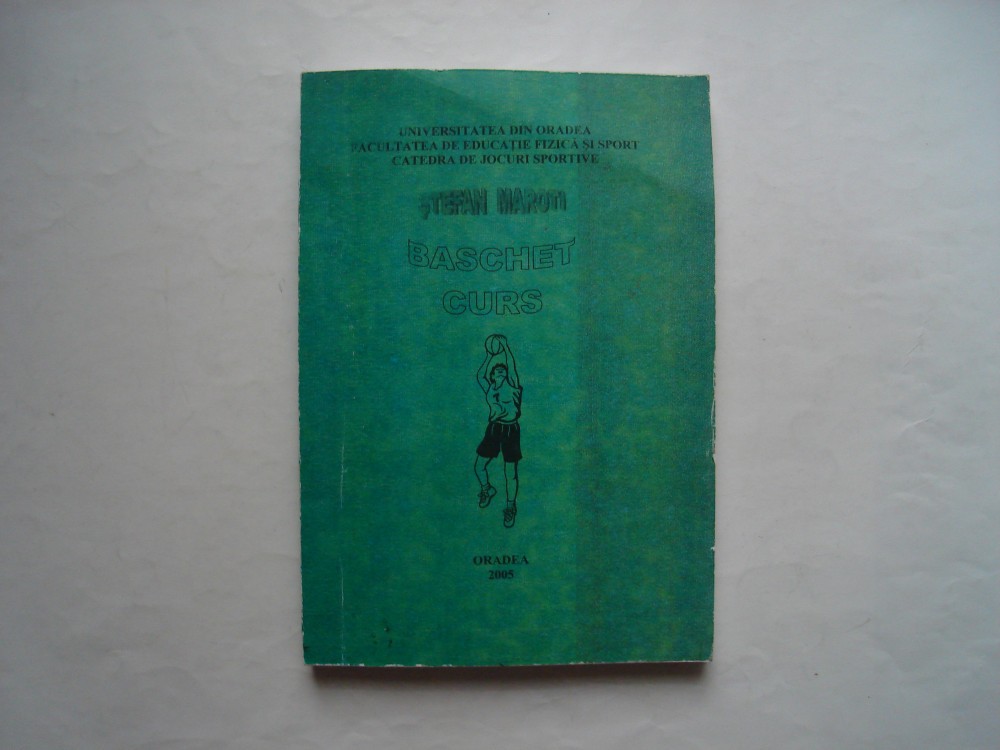 UNIVERSITATEA DIN ORADEA
FACULTATEA DE EDUCAȚIE FIZICĂ ȘI SPORT
CATEDRA DE JOCURI SPORTIVE
ȘTEFAN MAROTI
BASCHET
CURS
ORADEA
2005